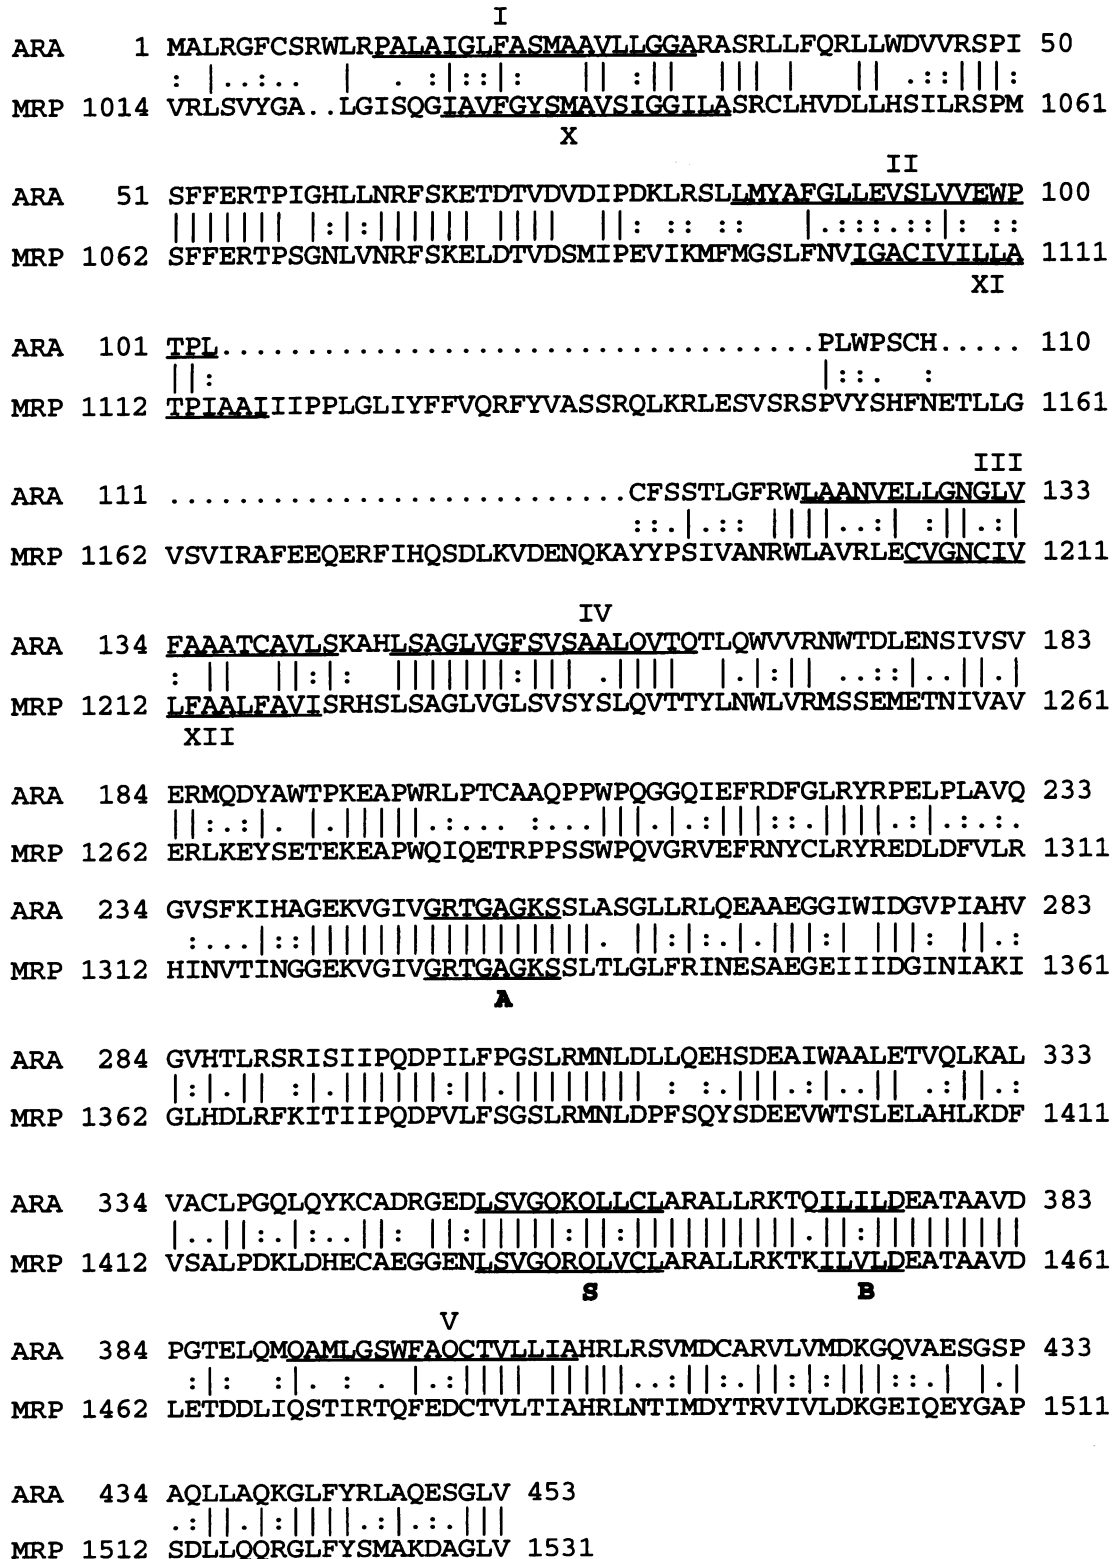 I
ARA 1 MALRGFCSRWLRPALAIGLFASMAAVLLGGARASRLLFQRLLWDVVRSPI 50
MRP 1014 VRLSVYGA..LGISQGIAVFGYSMAVSIGGILASRCLHVDLLHSILRSPM 1061
X
II
ARA 51 SFFERTPIGHLLNRFSKETDTVDVDIPDKLRSLLMYAFGLLEVSLVVEWP 100
MRP 1062 SFFERTPSGNLVNRFSKELDTVDSMIPEVIKMFMGSLFNVIGACIVILLA 1111
XI
ARA 101 TPL...................................PLWPSCH..... 110
MRP 1112 TPIAAIIIPPLGLIYFFVQRFYVASSRQLKRLESVSRSPVYSHFNETLLG 1161
III
ARA 111 ...........................CFSSTLGFRWLAANVELLGNGLV 133
MRP 1162 VSVIRAFEEQERFIHQSDLKVDENQKAYYPSIVANRWLAVRLECVGNCIV 1211
IV
ARA 134 FAAATCAVLSKAHLSAGLVGFSVSAALQVTQTLQWVVRNWTDLENSIVSV 183
MRP 1212 LFAALFAVISRHSLSAGLVGLSVSYSLQVTTYLNWLVRMSSEMETNIVAV 1261
XII
ARA 184 ERMQDYAWTPKEAPWRLPTCAAQPPWPQGGQIEFRDFGLRYRPELPLAVQ 233
MRP 1262 ERLKEYSETEKEAPWQIQETRPPSSWPQVGRVEFRNYCLRYREDLDFVLR 1311
ARA 234 GVSFKIHAGEKVGIVGRTGAGKSSLASGLLRLQEAAEGGIWIDGVPIAHV 283
MRP 1312 HINVTINGGEKVGIVGRTGAGKSSLTLGLFRINESAEGEIIIDGINIAKI 1361
A
ARA 284 GVHTLRSRISIIPQDPILFPGSLRMNLDLLQEHSDEAIWAALETVQLKAL 333
MRP 1362 GLHDLRFKITIIPQDPVLFSGSLRMNLDPFSQYSDEEVWTSLELAHLKDF 1411
ARA 334 VACLPGQLQYKCADRGEDLSVGQKQLLCLARALLRKTQILILDEATAAVD 383
MRP 1412 VSALPDKLDHECAEGGENLSVGQRQLVCLARALLRKTKILVLDEATAAVD 1461
S B
V
ARA 384 PGTELQMQAMLGSWFAQCTVLLIAHRLRSVMDCARVLVMDKGQVAESGSP 433
MRP 1462 LETDDLIQSTIRTQFEDCTVLTIAHRLNTIMDYTRVIVLDKGEIQEYGAP 1511
ARA 434 AQLLAQKGLFYRLAQESGLV 453
MRP 1512 SDLLQQRGLFYSMAKDAGLV 1531